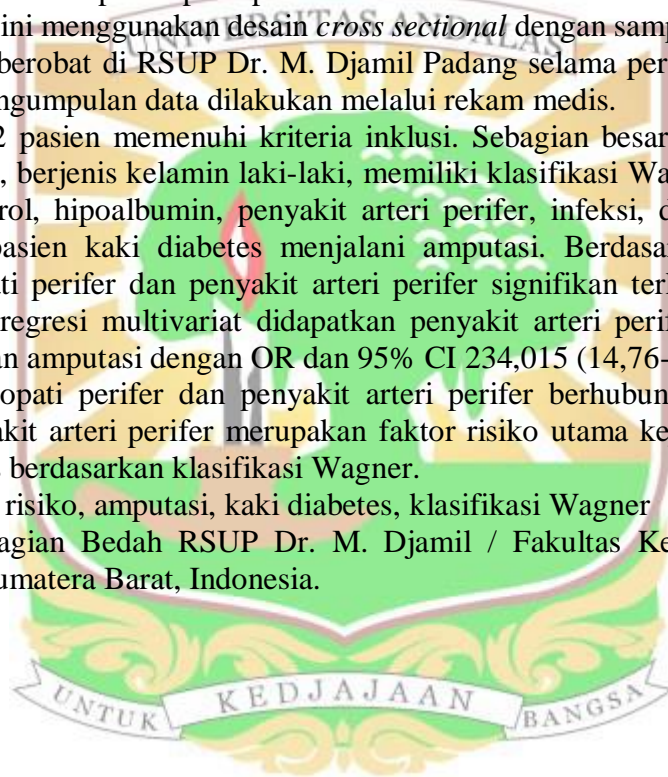 ini menggunakan desain cross sectional dengan samp
UNIVERSITAS ANDALAS
berobat di RSUP Dr. M. Djamil Padang selama per
ngumpulan data dilakukan melalui rekam medis.
2 pasien memenuhi kriteria inklusi. Sebagian besar
, berjenis kelamin laki-laki, memiliki klasifikasi Wa
rol, hipoalbumin, penyakit arteri perifer, infeksi, d
pasien kaki diabetes menjalani amputasi. Berdasar
ti perifer dan penyakit arteri perifer signifikan terl
regresi multivariat didapatkan penyakit arteri perif
an amputasi dengan OR dan 95% CI 234,015 (14,76-
opati perifer dan penyakit arteri perifer berhubun
akit arteri perifer merupakan faktor risiko utama ke
berdasarkan klasifikasi Wagner.
risiko, amputasi, kaki diabetes, klasifikasi Wagner
agian Bedah RSUP Dr. M. Djamil / Fakultas Ke
umatera Barat, Indonesia.
UNTUK KEDJAJAAN BANGSA